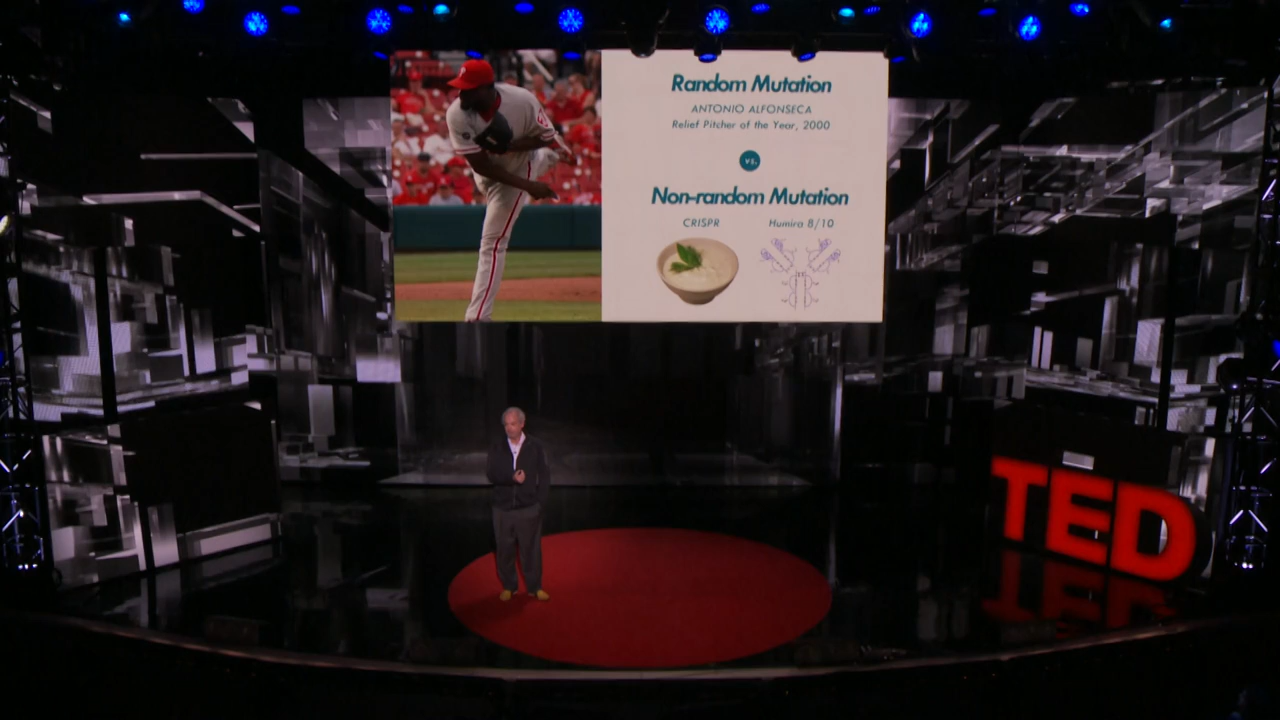 Random Mutation
ANTONIO ALFONSECA
Relief Pitcher of the Year, 2000
vs.
Non-random Mutation
CRISPR
Humira 8/10
TED